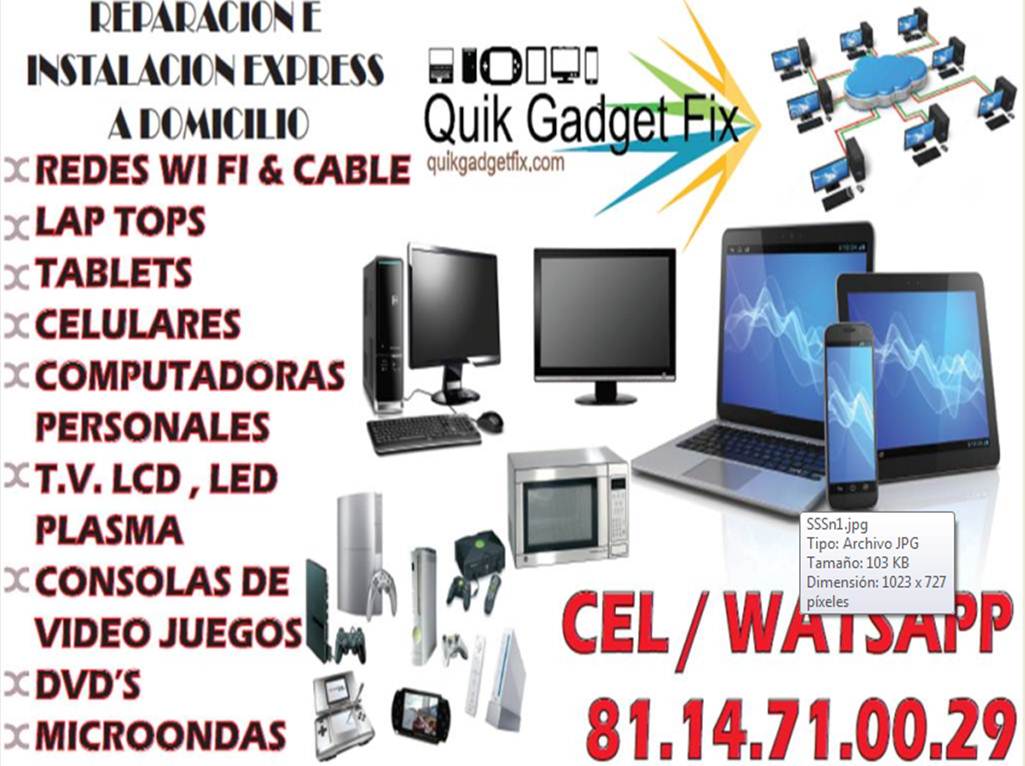 REPARACION E
INSTALACION EXPRESS
A DOMICILIO
REDES WI FI & CABLE
LAP TOPS
TABLETS
CELULARES
COMPUTADORAS
PERSONALES
T.V. LCD , LED
PLASMA
CONSOLAS DE
VIDEO JUEGOS
DVD'S
MICROONDAS
Quik Gadget Fix
quikgadgetfix.com
SSSn1.jpg
Tipo: Archivo JPG
Tamaño: 103 KB
Dimensión: 1023 x 727
píxeles
CEL / WATSAPP
81.14.71.00.29